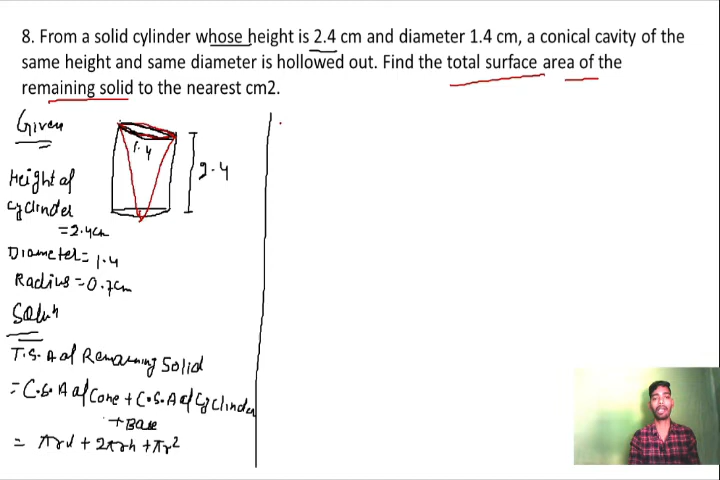 8. From a solid cylinder whose height is 2.4 cm and diameter 1.4 cm, a conical cavity of the
same height and same diameter is hollowed out. Find the total surface area of the
remaining solid to the nearest cm2.
Given
1.4
2.4
Height of
Cylinder
=2.4cm
Diameter= 1.4
Radius=0.7cm
Soluth
T.S.A of Remaining Solid
=C.S.A of Cone + C.S.A of Cylinder
+Base
= πrl + 2πrh + πr²